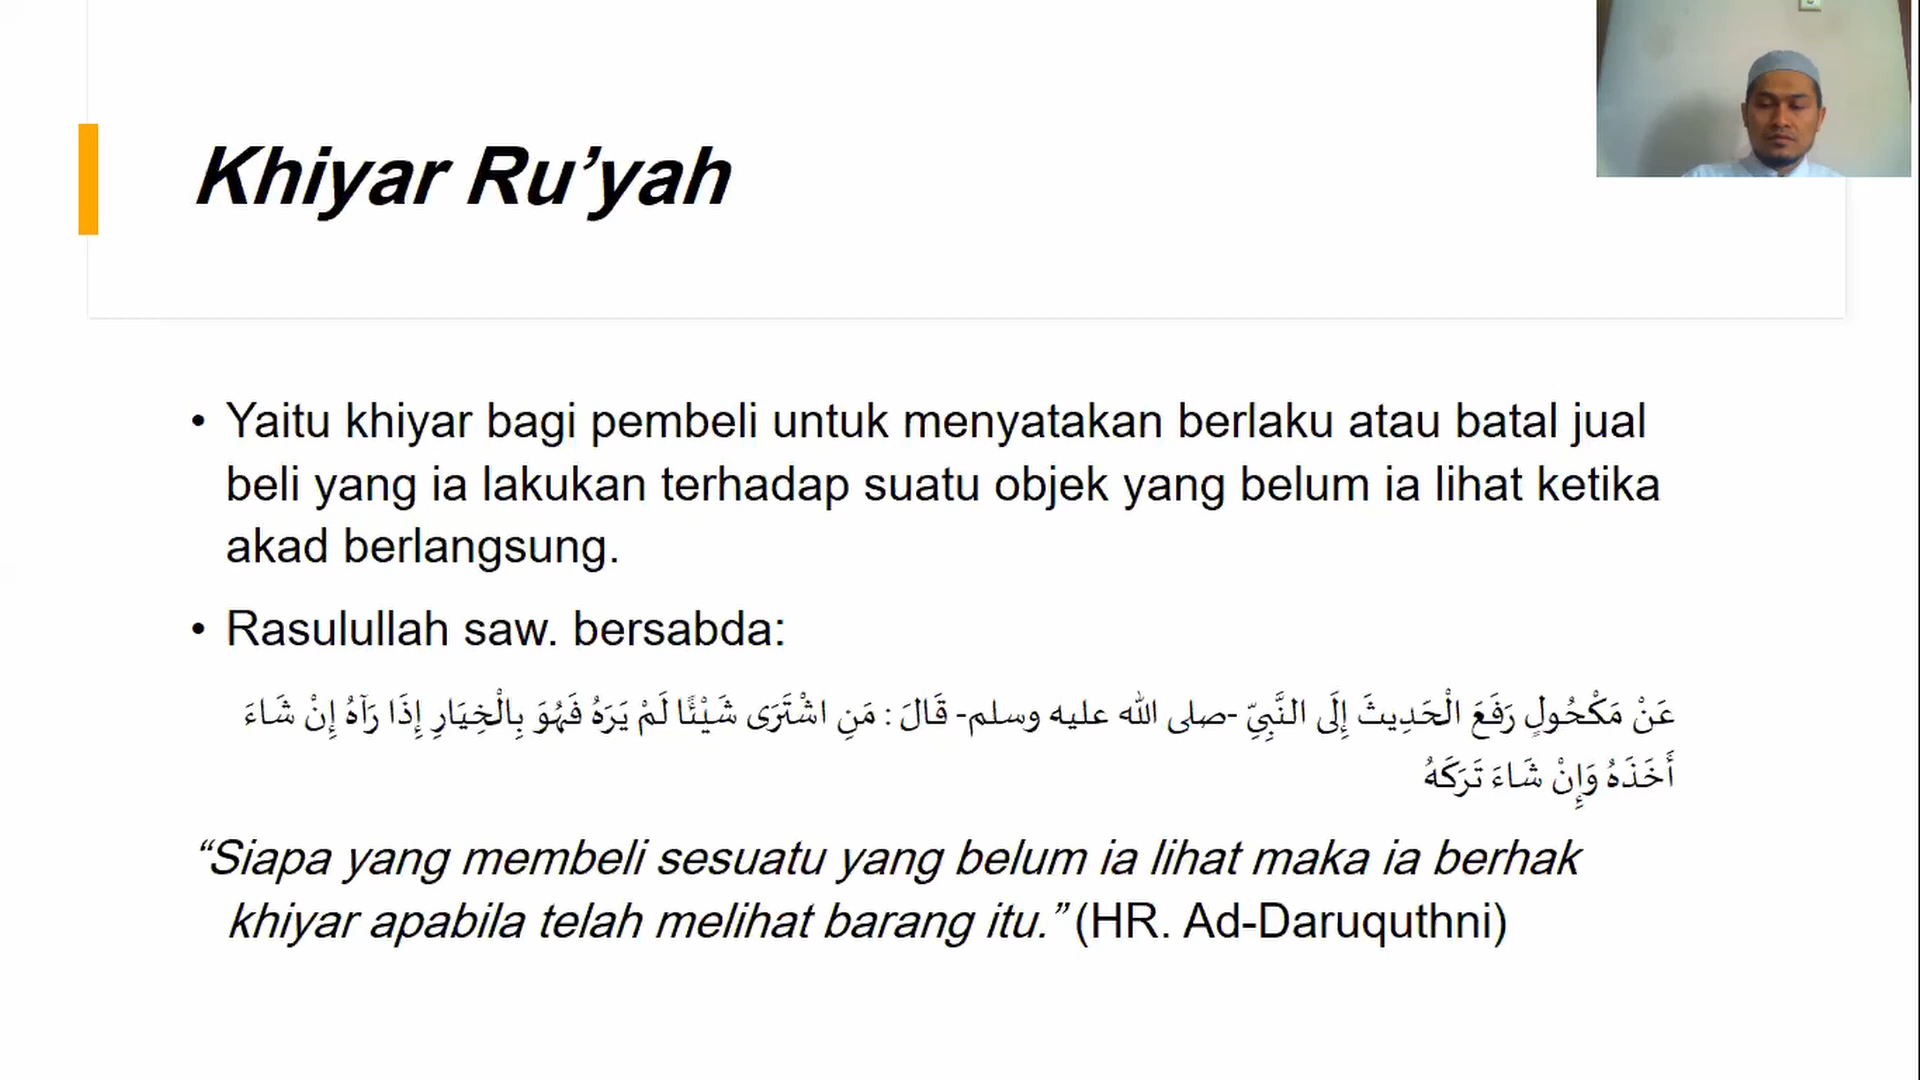 Khiyar Ru’yah
• Yaitu khiyar bagi pembeli untuk menyatakan berlaku atau batal jual
beli yang ia lakukan terhadap suatu objek yang belum ia lihat ketika
akad berlangsung.
• Rasulullah saw. bersabda:
عَنْ مَكْحُولٍ رَفَعَ الْحَدِيثَ إِلَى النَّبِيِّ -صلى الله عليه وسلم- قَالَ : مَنِ اشْتَرَى شَيْئًا لَمْ يَرَهُ فَهُوَ بِالْخِيَارِ إِذَا رَآهُ إِنْ شَاءَ
أَخَذَهُ وَإِنْ شَاءَ تَرَكَهُ
“Siapa yang membeli sesuatu yang belum ia lihat maka ia berhak
khiyar apabila telah melihat barang itu.” (HR. Ad-Daruquthni)